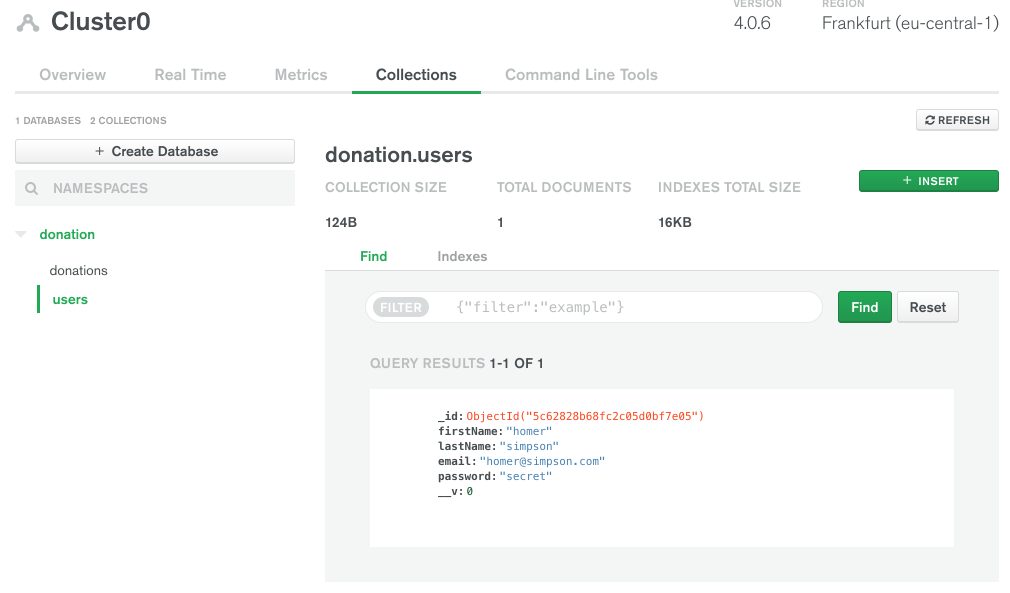 Cluster0
VERSION
4.0.6
REGION
Frankfurt (eu-central-1)
Overview
Real Time
Metrics
Collections
Command Line Tools
1 DATABASES 2 COLLECTIONS
REFRESH
+ Create Database
NAMESPACES
donation
donations
users
donation.users
COLLECTION SIZE
124B
TOTAL DOCUMENTS
1
INDEXES TOTAL SIZE
16KB
+ INSERT
Find
Indexes
FILTER
{"filter":"example"}
Find
Reset
QUERY RESULTS 1-1 OF 1
_id:ObjectId("5c62828b68fc2c05d0bf7e05")
firstName:"homer"
lastName:"simpson"
email:"homer@simpson.com"
password:"secret"
__v:0